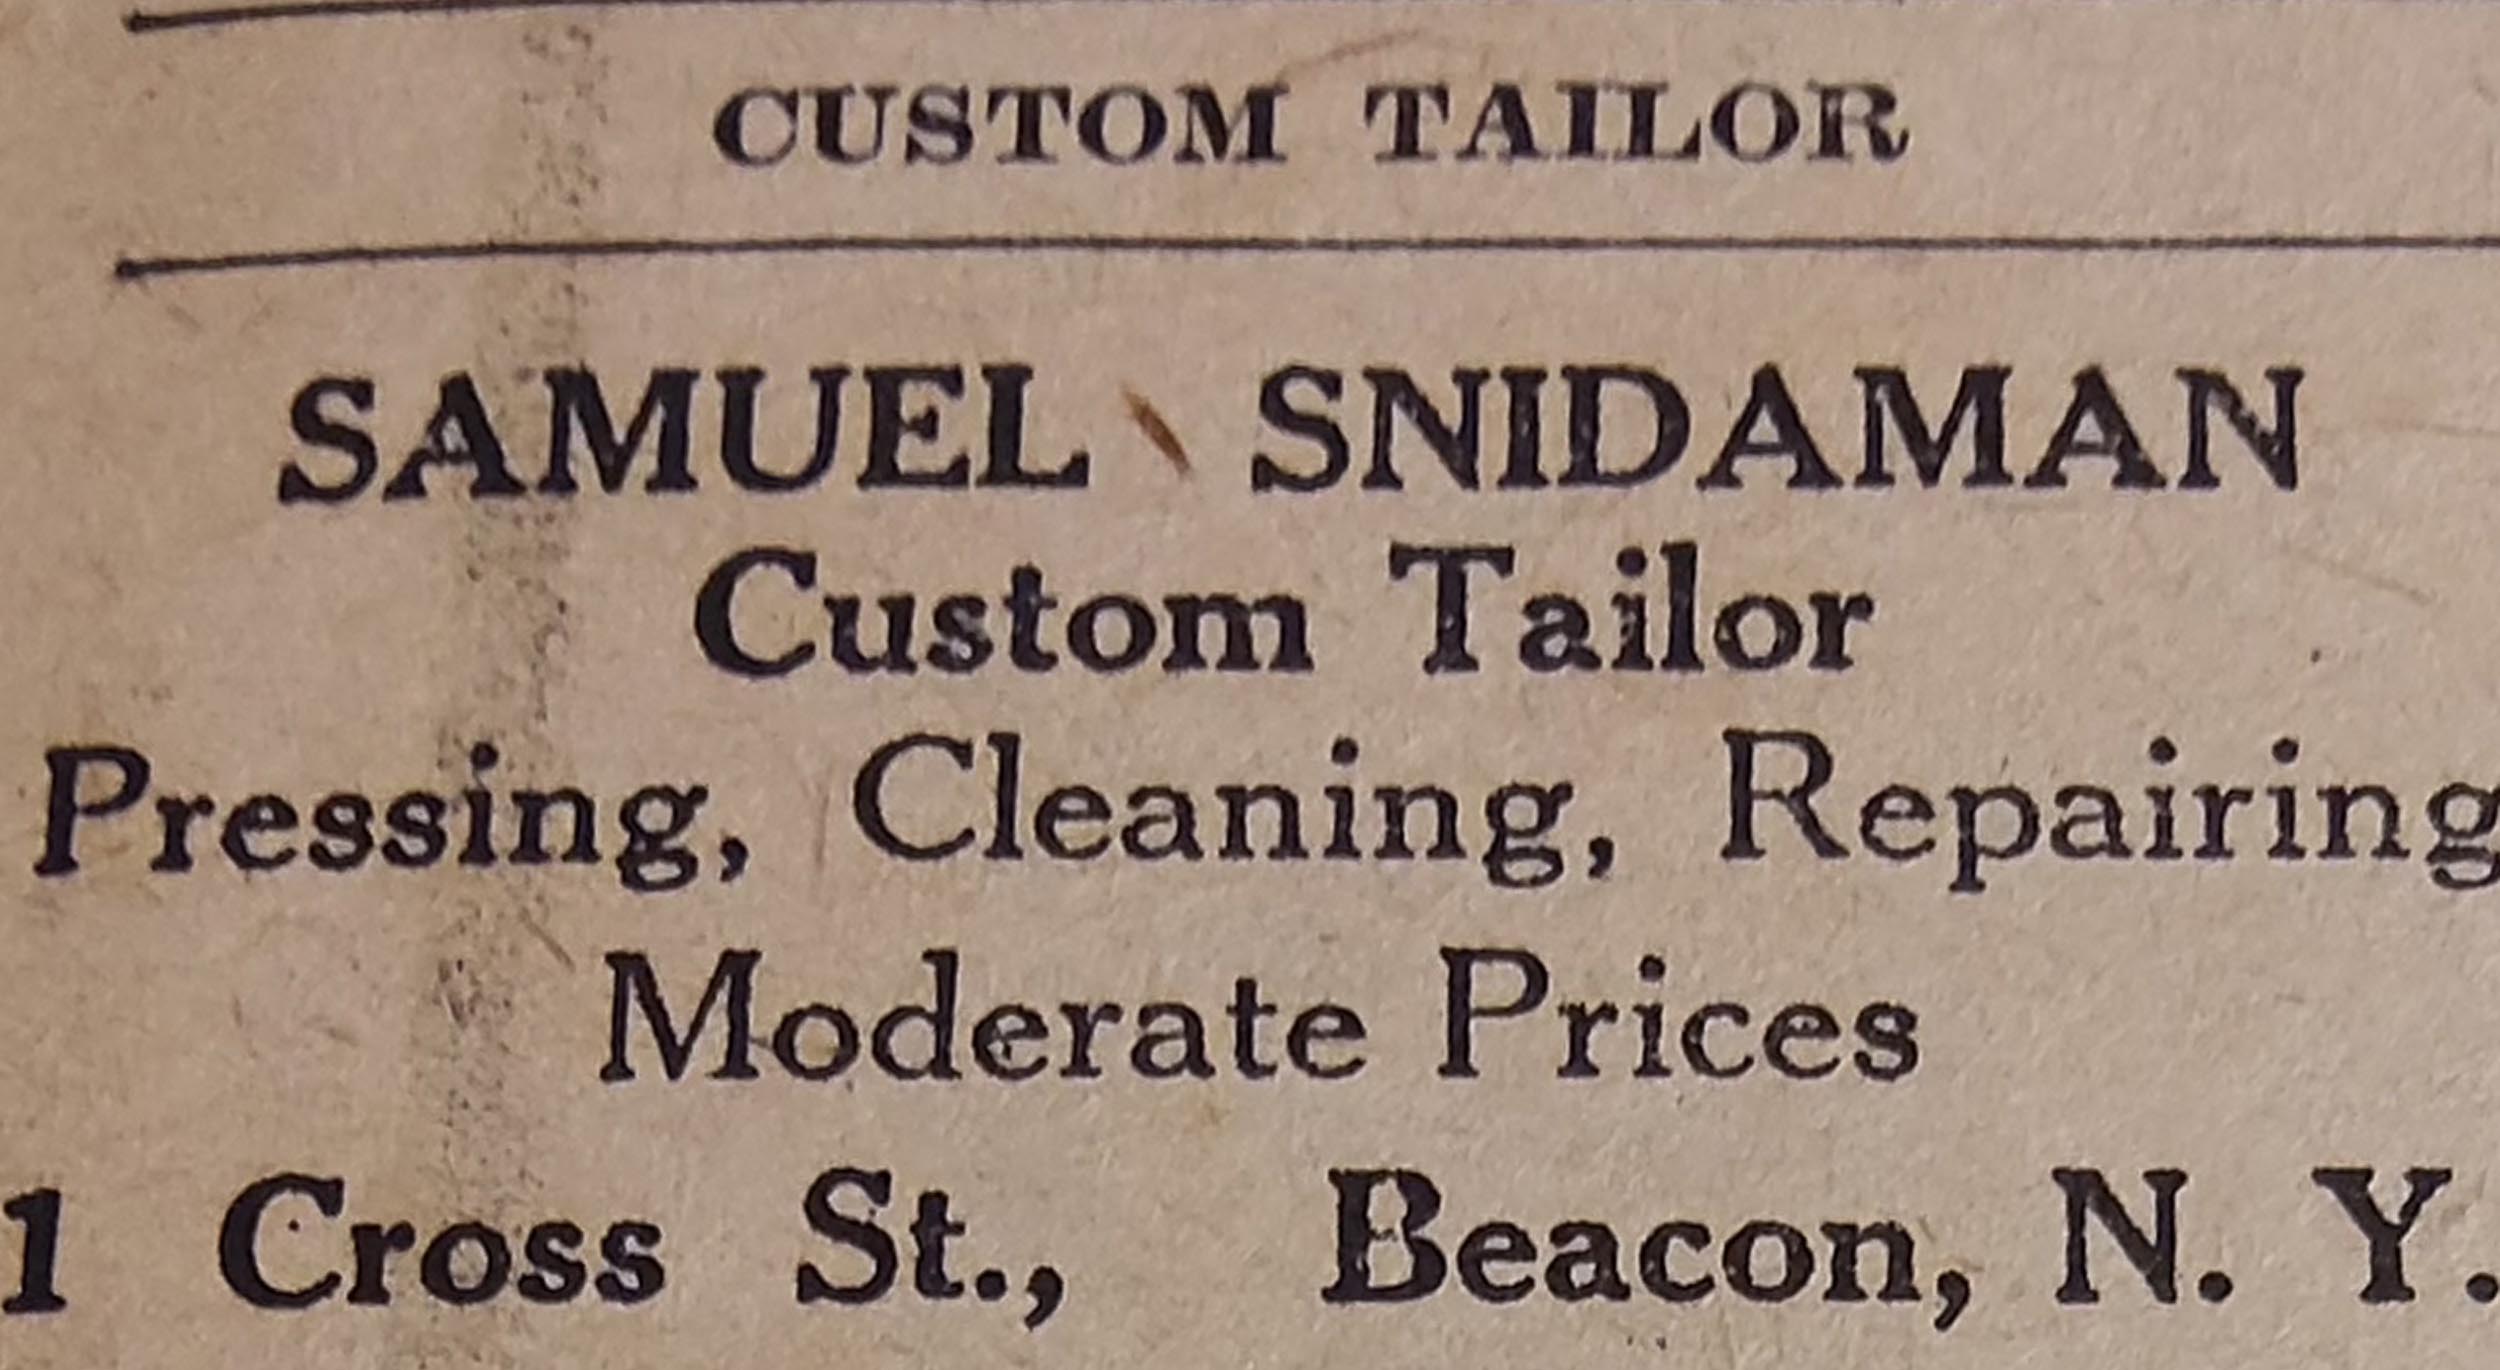 CUSTOM TAILOR
SAMUEL SNIDAMAN
Custom Tailor
Pressing, Cleaning, Repairing
Moderate Prices
1 Cross St., Beacon, N. Y.